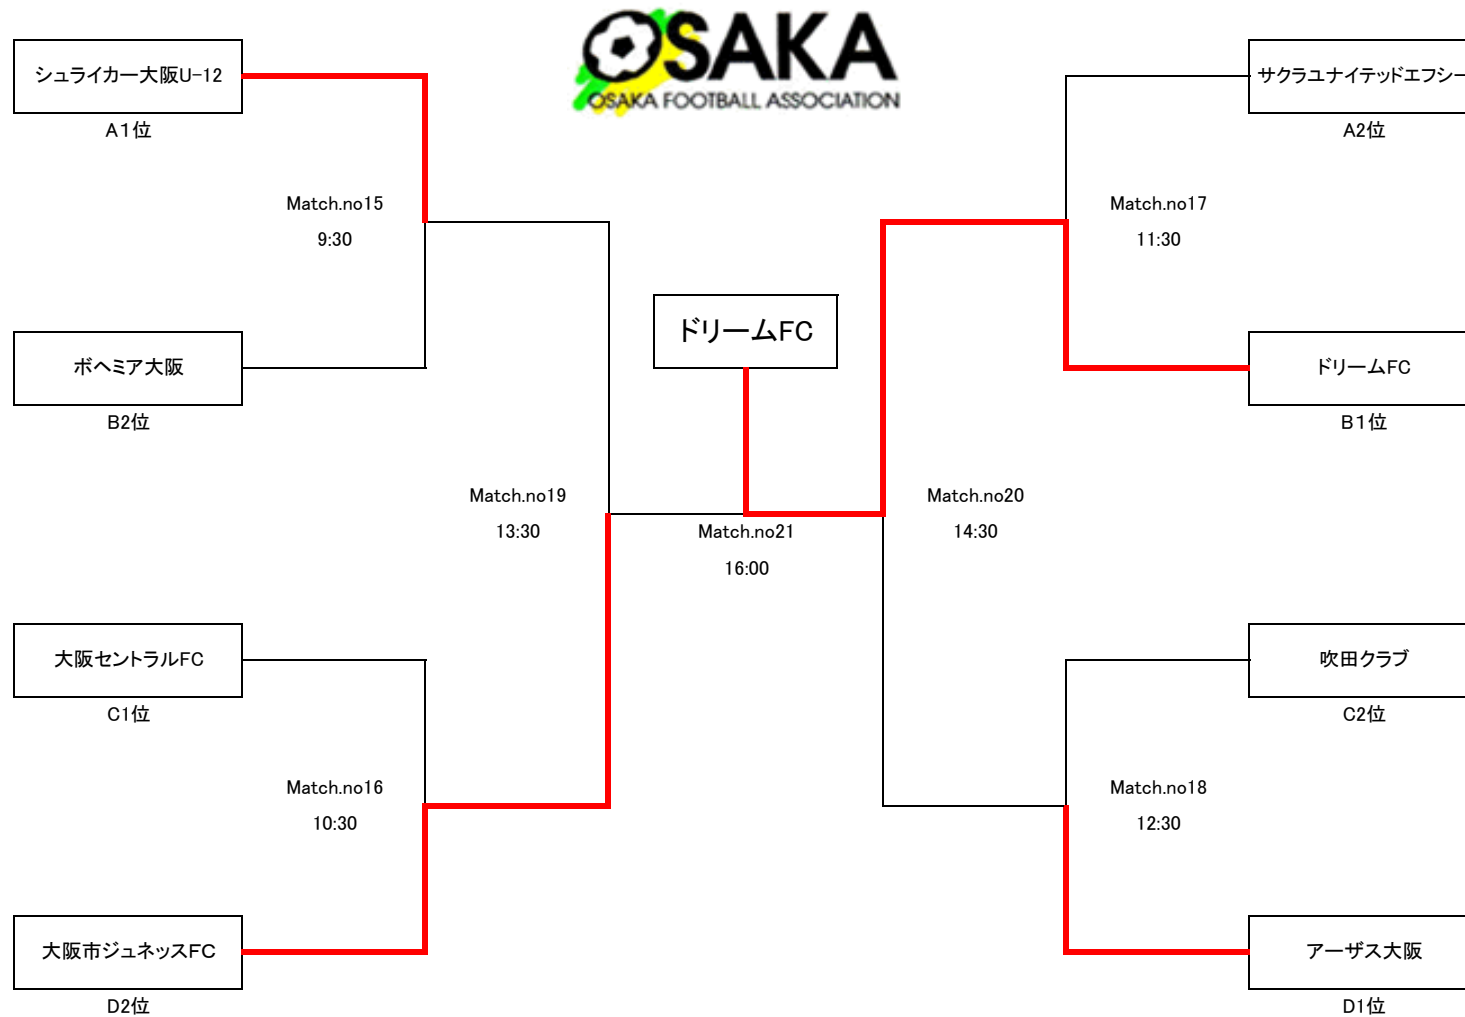 OSAKA
OSAKA FOOTBALL ASSOCIATION
シュライカー大阪U-12
A1位
サクラユナイテッドエフシー
A2位
Match.no15
9:30
Match.no17
11:30
ドリームFC
ボヘミア大阪
B2位
ドリームFC
B1位
Match.no19
13:30
Match.no21
16:00
Match.no20
14:30
大阪セントラルFC
C1位
吹田クラブ
C2位
Match.no16
10:30
Match.no18
12:30
大阪市ジュネッスFC
D2位
アーザス大阪
D1位